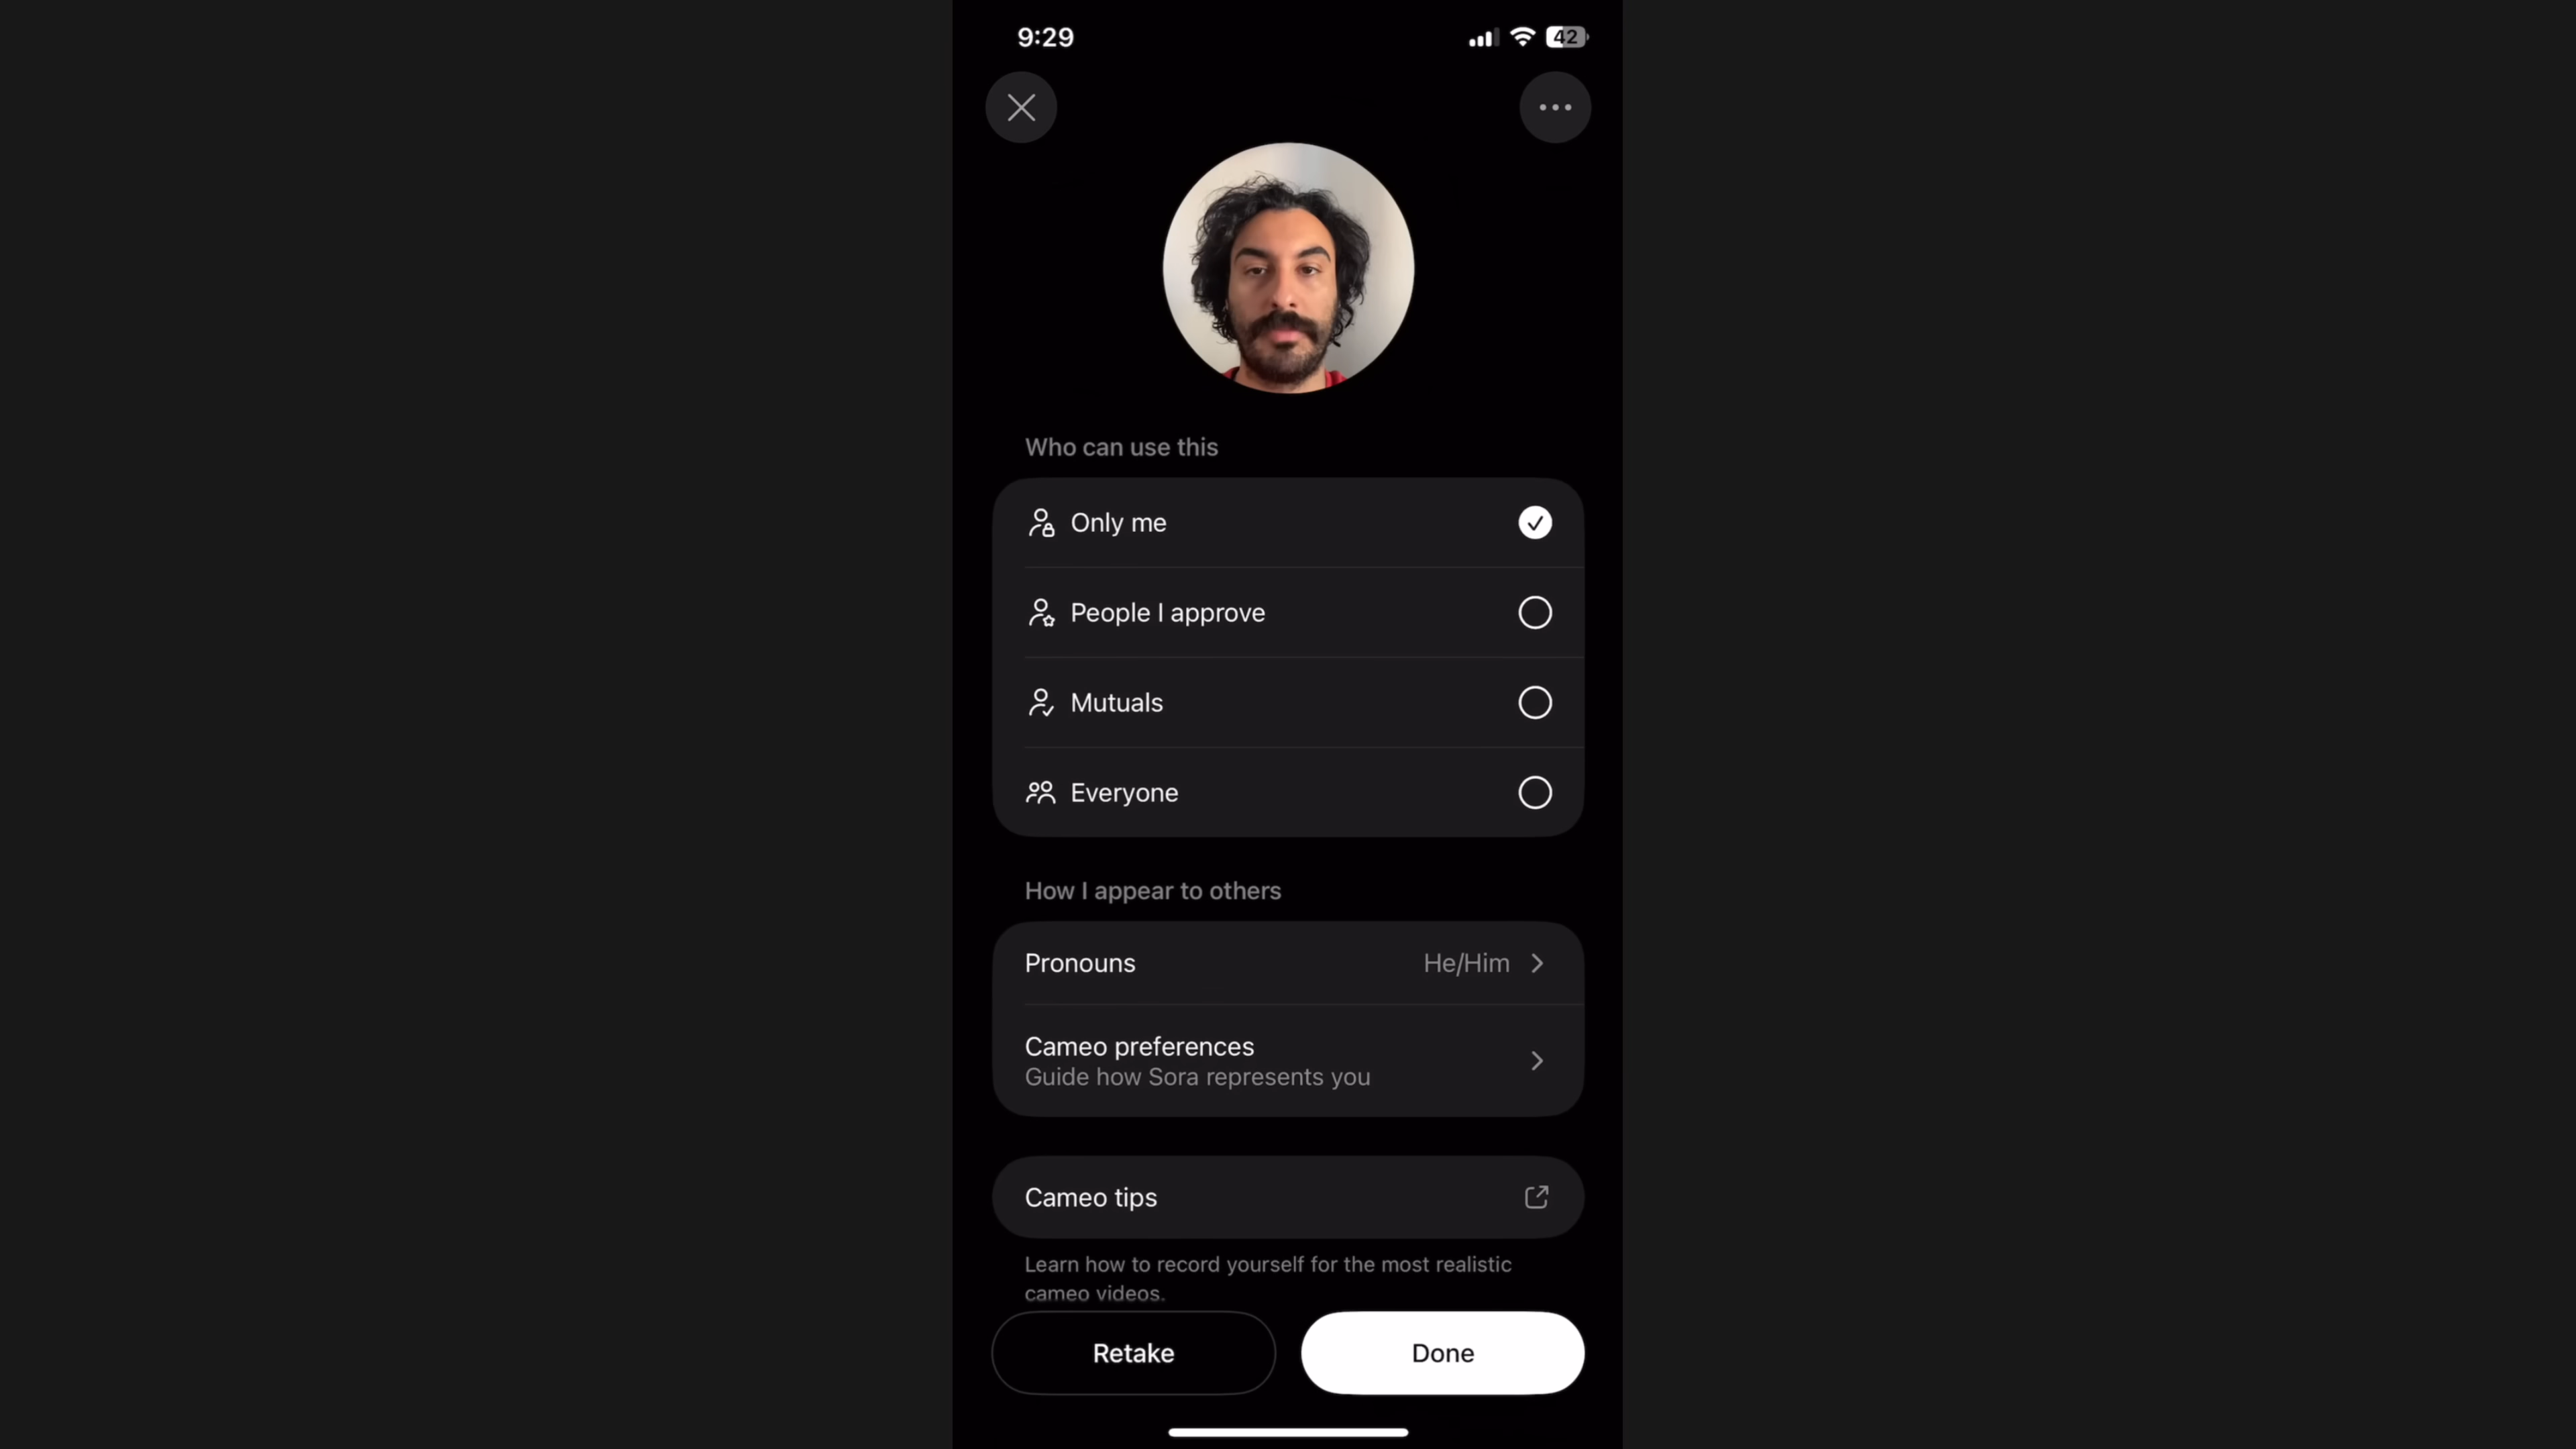 9:29
42
Who can use this
Only me
People I approve
Mutuals
Everyone
How I appear to others
Pronouns He/Him
Cameo preferences
Guide how Sora represents you
Cameo tips
Learn how to record yourself for the most realistic
cameo videos.
Retake Done